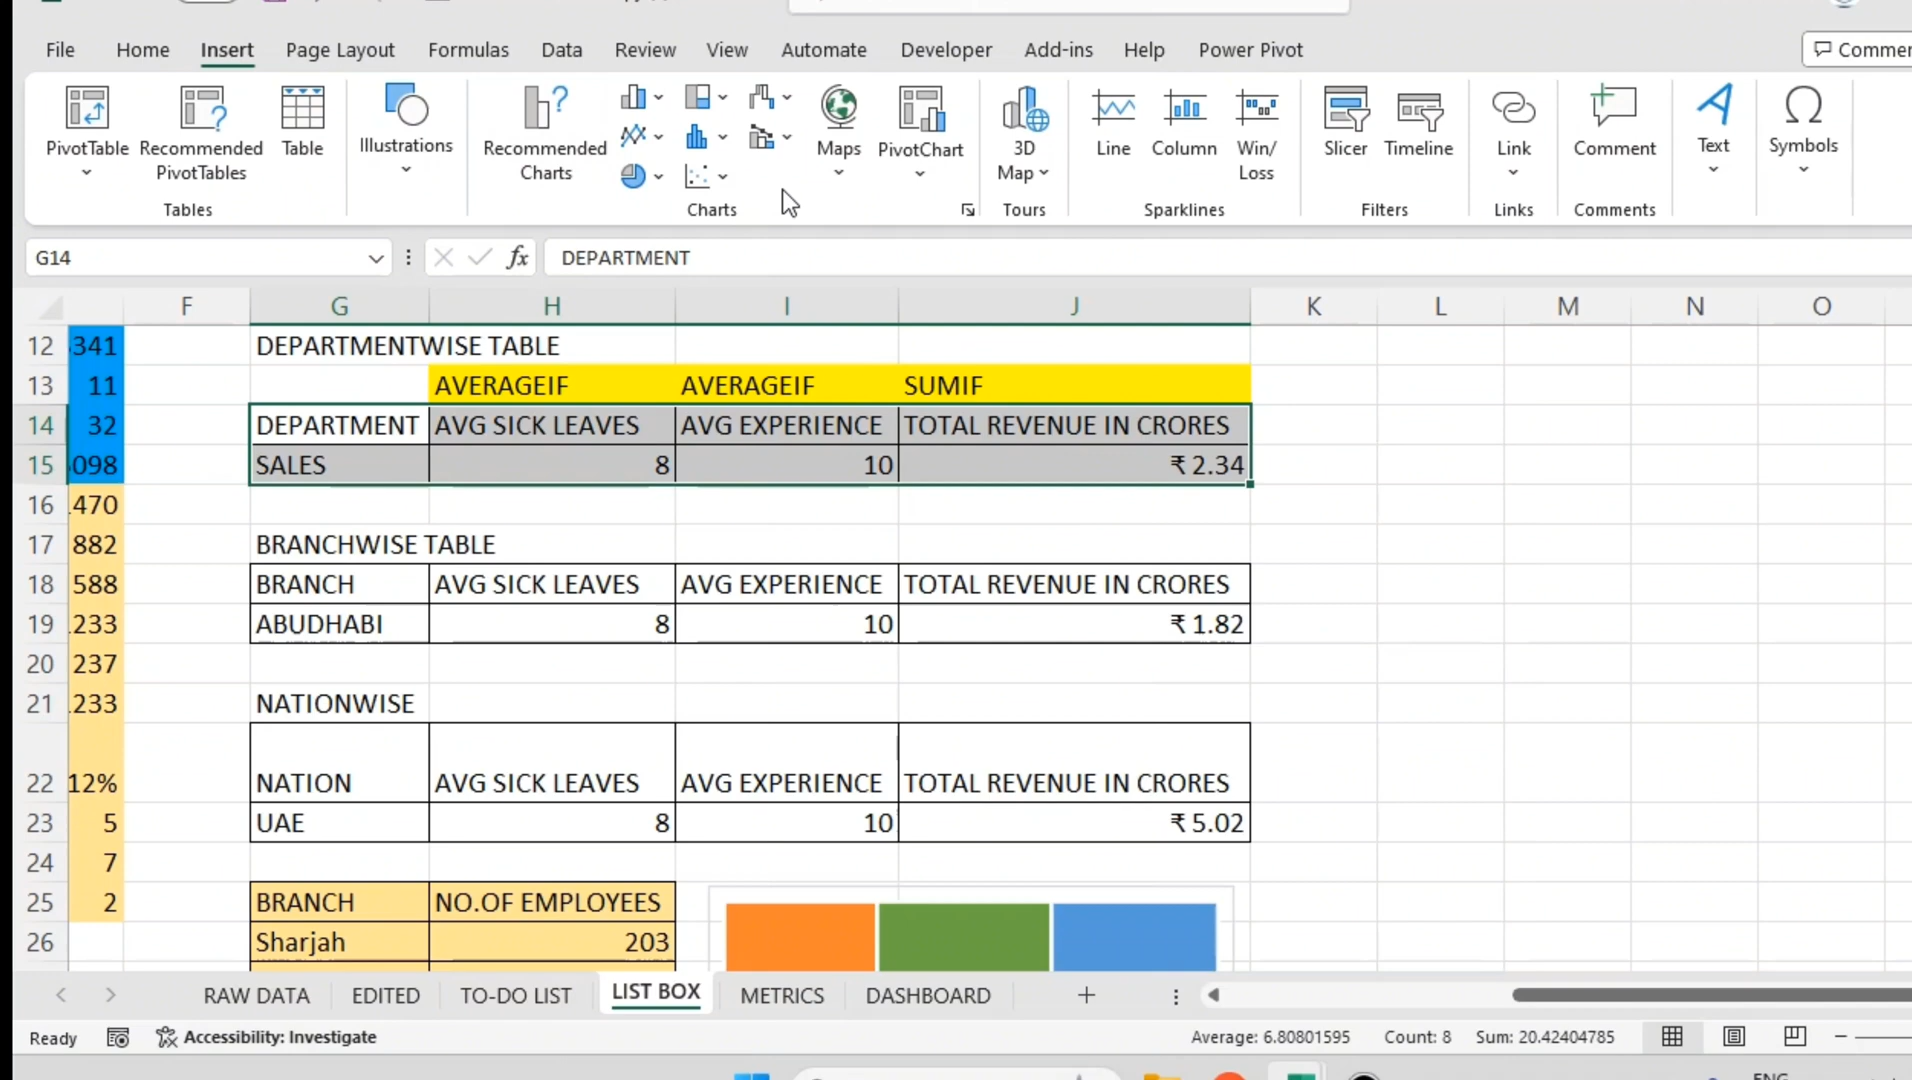 File Home Insert Page Layout Formulas Data Review View Automate Developer Add-ins Help Power Pivot
PivotTable Recommended PivotTables Table Illustrations Recommended Charts Maps PivotChart 3D Map Line Column Win/Loss Slicer Timeline Link Comment Text Symbols
Tables Charts Tours Sparklines Filters Links Comments
G14 fx DEPARTMENT
F G H I J K L M N O
12 341 DEPARTMENTWISE TABLE
13 11 AVERAGEIF AVERAGEIF SUMIF
14 32 DEPARTMENT AVG SICK LEAVES AVG EXPERIENCE TOTAL REVENUE IN CRORES
15 098 SALES 8 10 ₹ 2.34
16 470
17 882 BRANCHWISE TABLE
18 588 BRANCH AVG SICK LEAVES AVG EXPERIENCE TOTAL REVENUE IN CRORES
19 233 ABUDHABI 8 10 ₹ 1.82
20 237
21 233 NATIONWISE
22 12% NATION AVG SICK LEAVES AVG EXPERIENCE TOTAL REVENUE IN CRORES
23 5 UAE 8 10 ₹ 5.02
24 7
25 2 BRANCH NO.OF EMPLOYEES
26 Sharjah 203
RAW DATA EDITED TO-DO LIST LIST BOX METRICS DASHBOARD
Ready Accessibility: Investigate Average: 6.80801595 Count: 8 Sum: 20.42404785
ENG